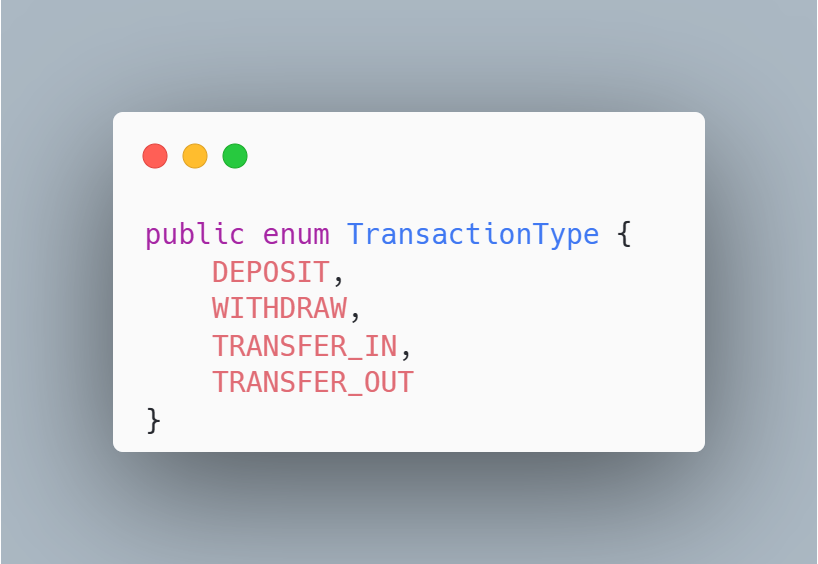 public enum TransactionType {
    DEPOSIT,
    WITHDRAW,
    TRANSFER_IN,
    TRANSFER_OUT
}